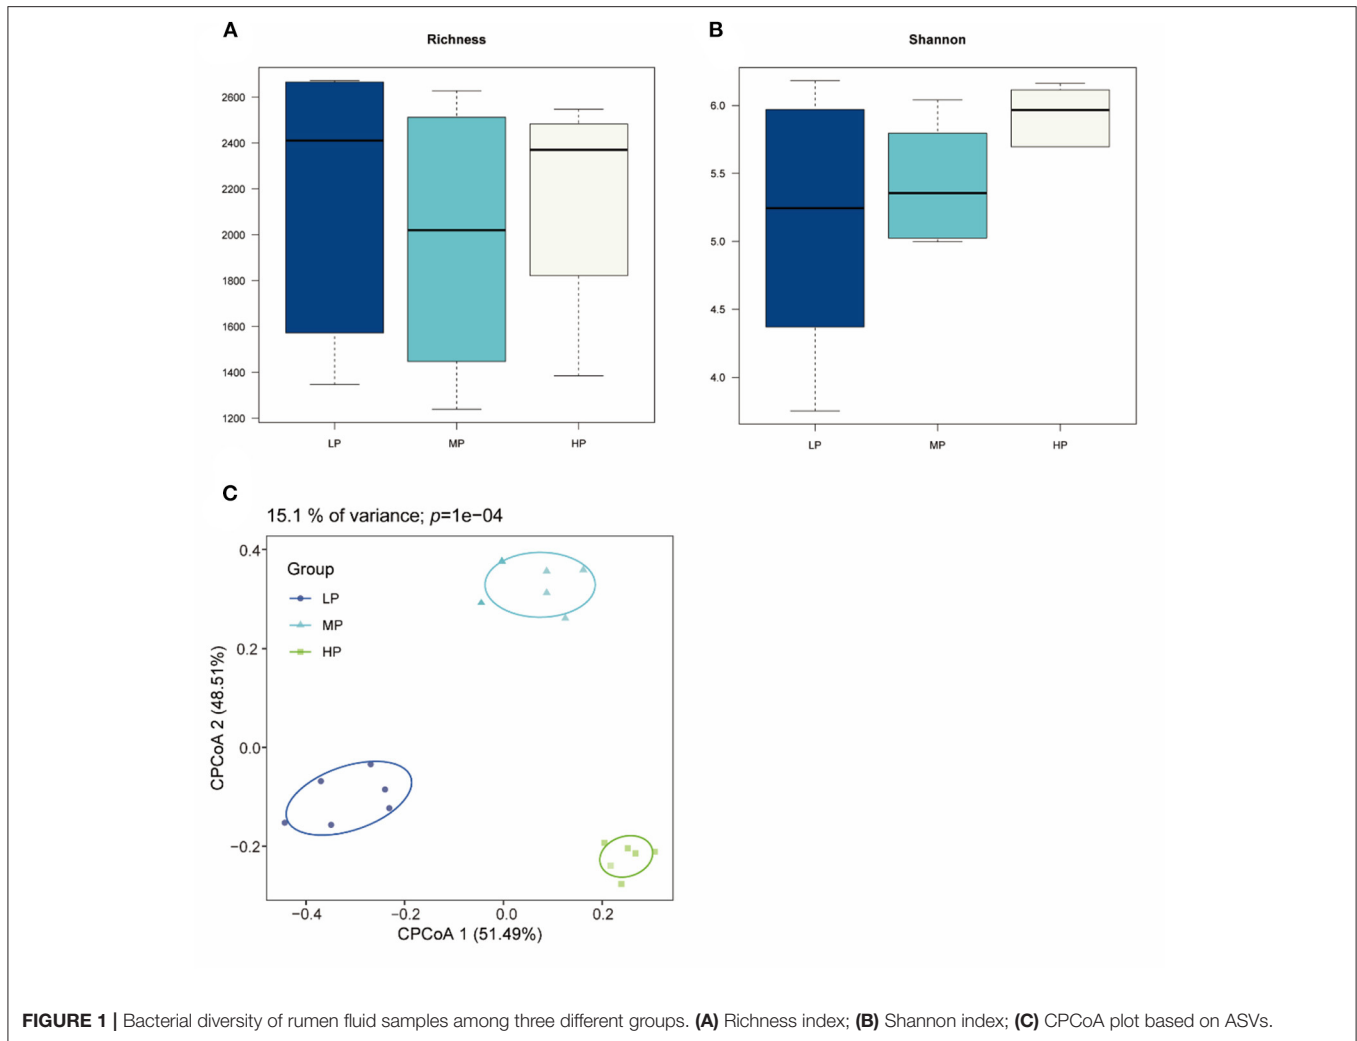 A
Richness
2600
2400
2200
2000
1800
1600
1400
1200
LP MP HP
B
Shannon
6.0
5.5
5.0
4.5
4.0
LP MP HP
C
15.1 % of variance; p=1e−04
Group
LP
MP
HP
CPCoA 2 (48.51%)
0.4
0.2
0.0
−0.2
−0.4 −0.2 0.0 0.2
CPCoA 1 (51.49%)
FIGURE 1 | Bacterial diversity of rumen fluid samples among three different groups. (A) Richness index; (B) Shannon index; (C) CPCoA plot based on ASVs.